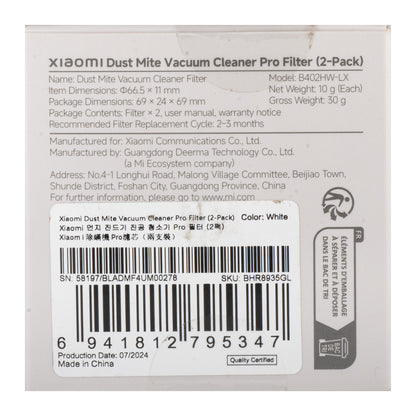 xiaomi Dust Mite Vacuum Cleaner Pro Filter (2-Pack)
Name: Dust Mite Vacuum Cleaner Filter
Model: B402HW-LX
Item Dimensions: Φ66.5 × 11 mm
Net Weight: 10 g (Each)
Package Dimensions: 69 × 24 × 69 mm
Gross Weight: 30 g
Package Contents: Filter × 2, user manual, warranty notice
Recommended Filter Replacement Cycle: 2–3 months
Manufactured for: Xiaomi Communications Co., Ltd.
Manufactured by: Guangdong Deerma Technology Co., Ltd.
(a Mi Ecosystem company)
Address: No.4-1 Longhui Road, Malong Village Committee, Beijiao Town,
Shunde District, Foshan City, Guangdong Province, China
For further information, please go to www.mi.com
Xiaomi Dust Mite Vacuum Cleaner Pro Filter (2-Pack) Color: White
Xiaomi 먼지 진드기 진공 청소기 Pro 필터 (2팩)
Xiaomi 除蟎機 Pro濾芯（兩支裝）
SN: 58197/BLADMF4UM00278
SKU: BHR8935GL
6 941812 795347
Production Date: 07/2024
Made in China
Quality Certified
FR
ÉLÉMENTS D'EMBALLAGE
À SÉPARER ET À DÉPOSER
DANS LE BAC DE TRI
BAC
DE
TRI